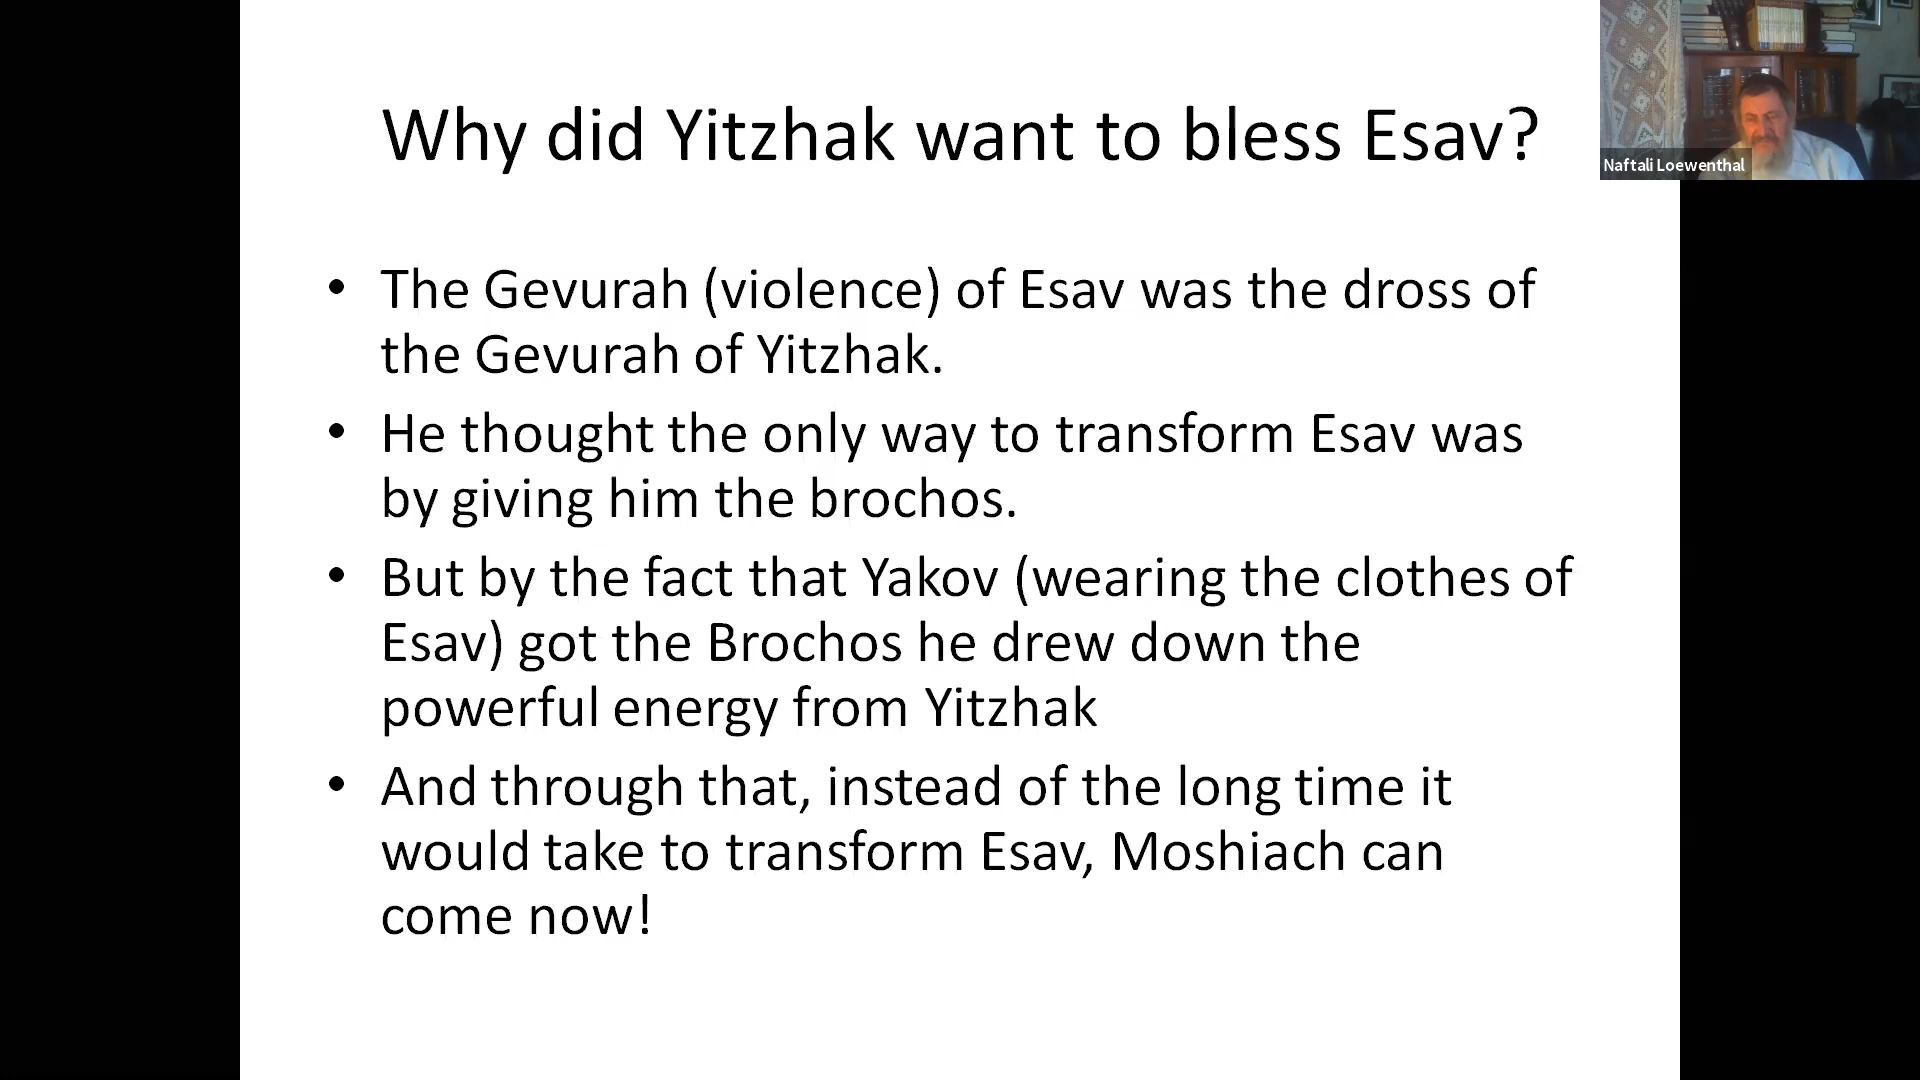 Why did Yitzhak want to bless Esav?
Naftali Loewenthal
• The Gevurah (violence) of Esav was the dross of
the Gevurah of Yitzhak.
• He thought the only way to transform Esav was
by giving him the brochos.
• But by the fact that Yakov (wearing the clothes of
Esav) got the Brochos he drew down the
powerful energy from Yitzhak
• And through that, instead of the long time it
would take to transform Esav, Moshiach can
come now!